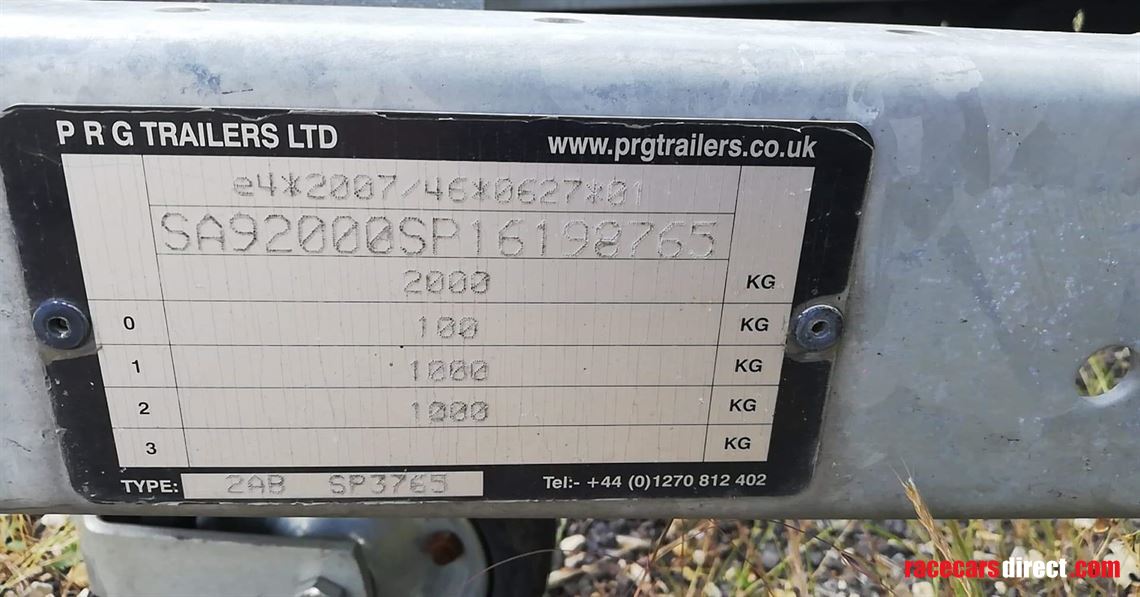 P R G TRAILERS LTD www.prgtrailers.co.uk
e4*2007/46*0627*01
SA92000SP16198765
2000 KG
0 100 KG
1 1000 KG
2 1000 KG
3 KG
TYPE: 2AB SP3765 Tel:- +44 (0)1270 812 402
racecarsdirect.com